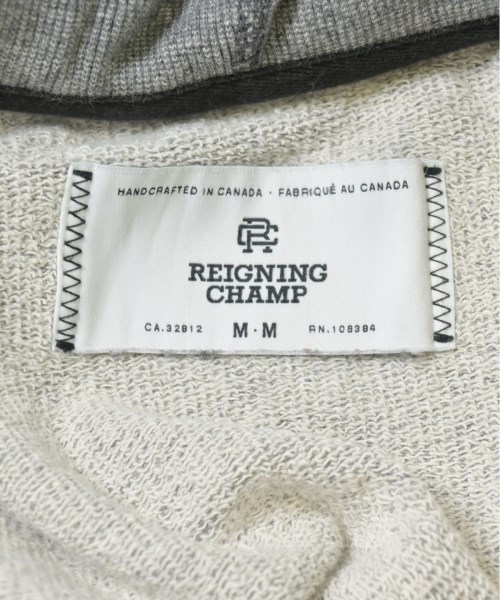 HANDCRAFTED IN CANADA · FABRIQUÉ AU CANADA
RC
REIGNING
CHAMP
CA.32812 M·M RN.108384